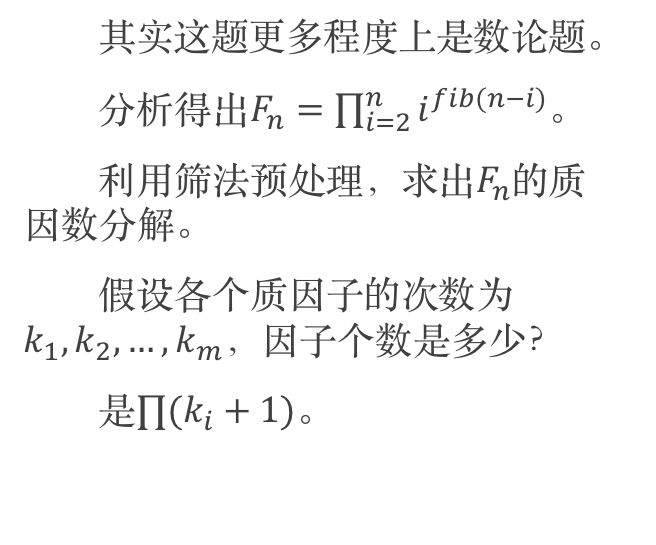 其实这题更多程度上是数论题。
分析得出$F_n = \prod_{i=2}^{n} i^{fib(n-i)}$。
利用筛法预处理，求出$F_n$的质
因数分解。
假设各个质因子的次数为
$k_1, k_2, \ldots, k_m$，因子个数是多少？
是$\prod(k_i + 1)$。